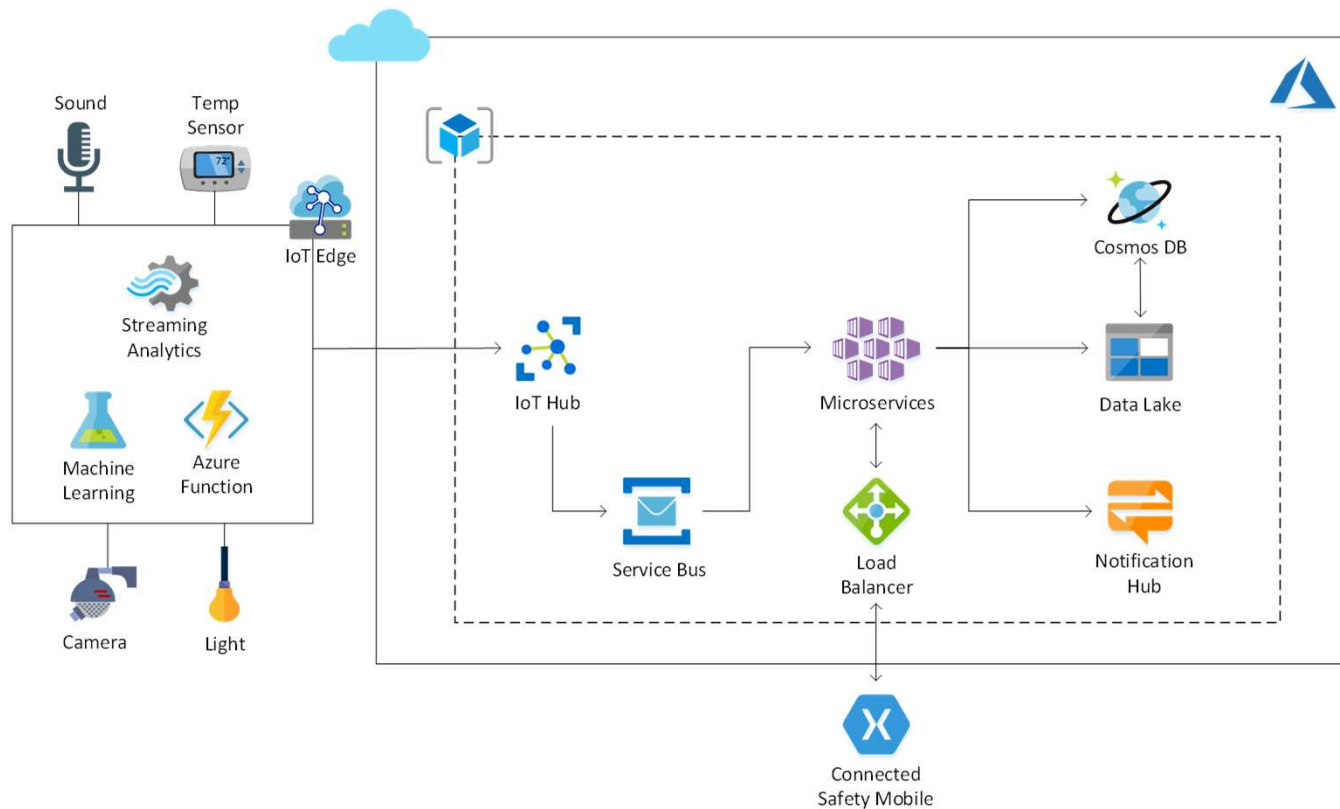 Sound
Temp
Sensor
72°
IoT Edge
Streaming
Analytics
Machine
Learning
Azure
Function
Camera
Light
IoT Hub
Service Bus
Microservices
Load
Balancer
Cosmos DB
Data Lake
Notification
Hub
Connected
Safety Mobile